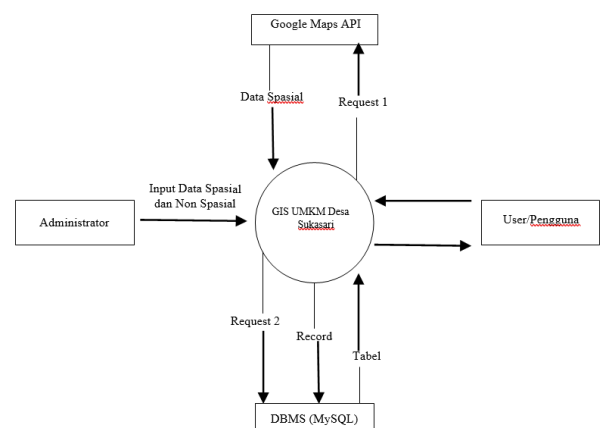 Google Maps API
Data Spasial
Request 1
Input Data Spasial
dan Non Spasial
Administrator
GIS UMKM Desa
Sukasari
User/Pengguna
Request 2
Record
Tabel
DBMS (MySQL)